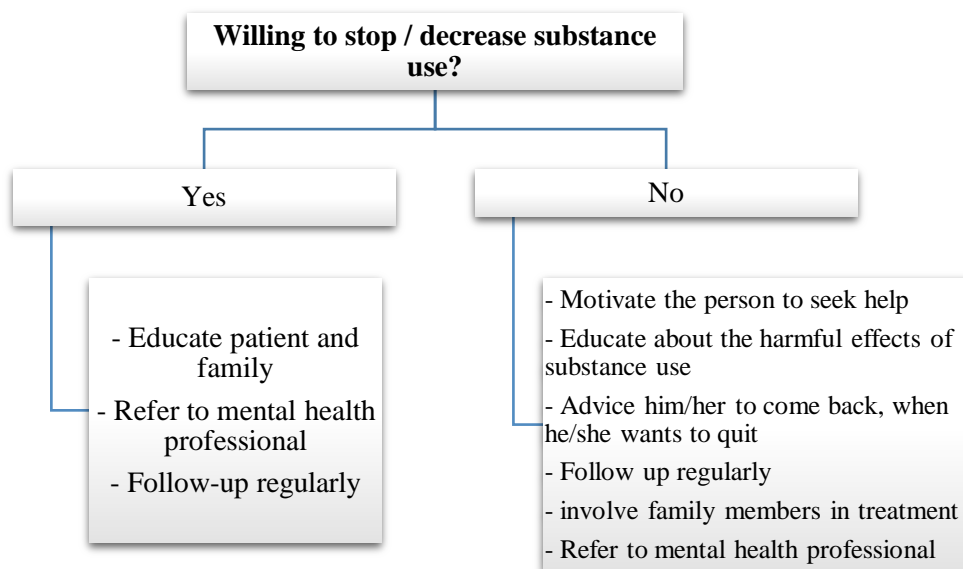 Willing to stop / decrease substance
use?
Yes
No
- Educate patient and
family
- Refer to mental health
professional
- Follow-up regularly
- Motivate the person to seek help
- Educate about the harmful effects of
substance use
- Advice him/her to come back, when
he/she wants to quit
- Follow up regularly
- involve family members in treatment
- Refer to mental health professional